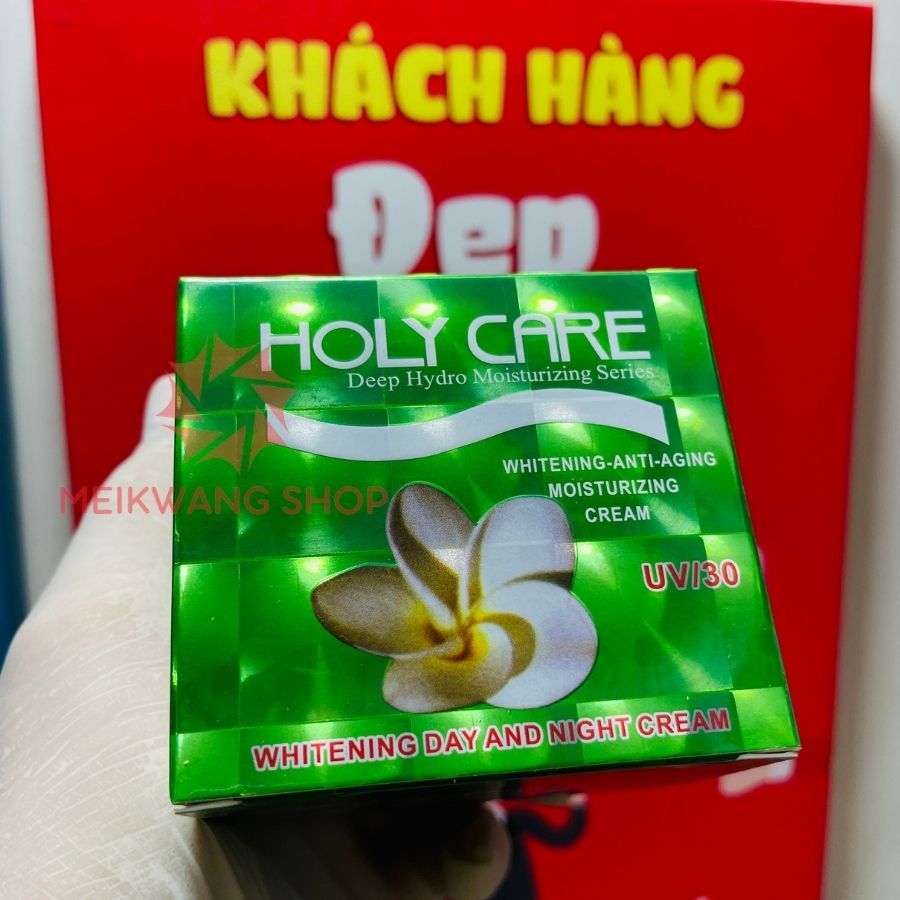 KHÁCH HÀNG
Đẹp
HOLY CARE
Deep Hydro Moisturizing Series
WHITENING-ANTI-AGING
MOISTURIZING
CREAM
MEIKWANG SHOP
UV/30
WHITENING DAY AND NIGHT CREAM